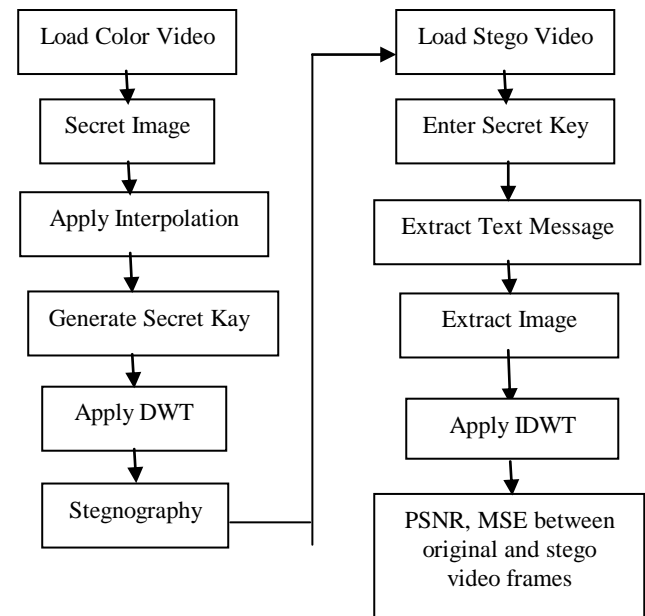 Load Color Video
Secret Image
Apply Interpolation
Generate Secret Kay
Apply DWT
Stegnography
Load Stego Video
Enter Secret Key
Extract Text Message
Extract Image
Apply IDWT
PSNR, MSE between
original and stego
video frames